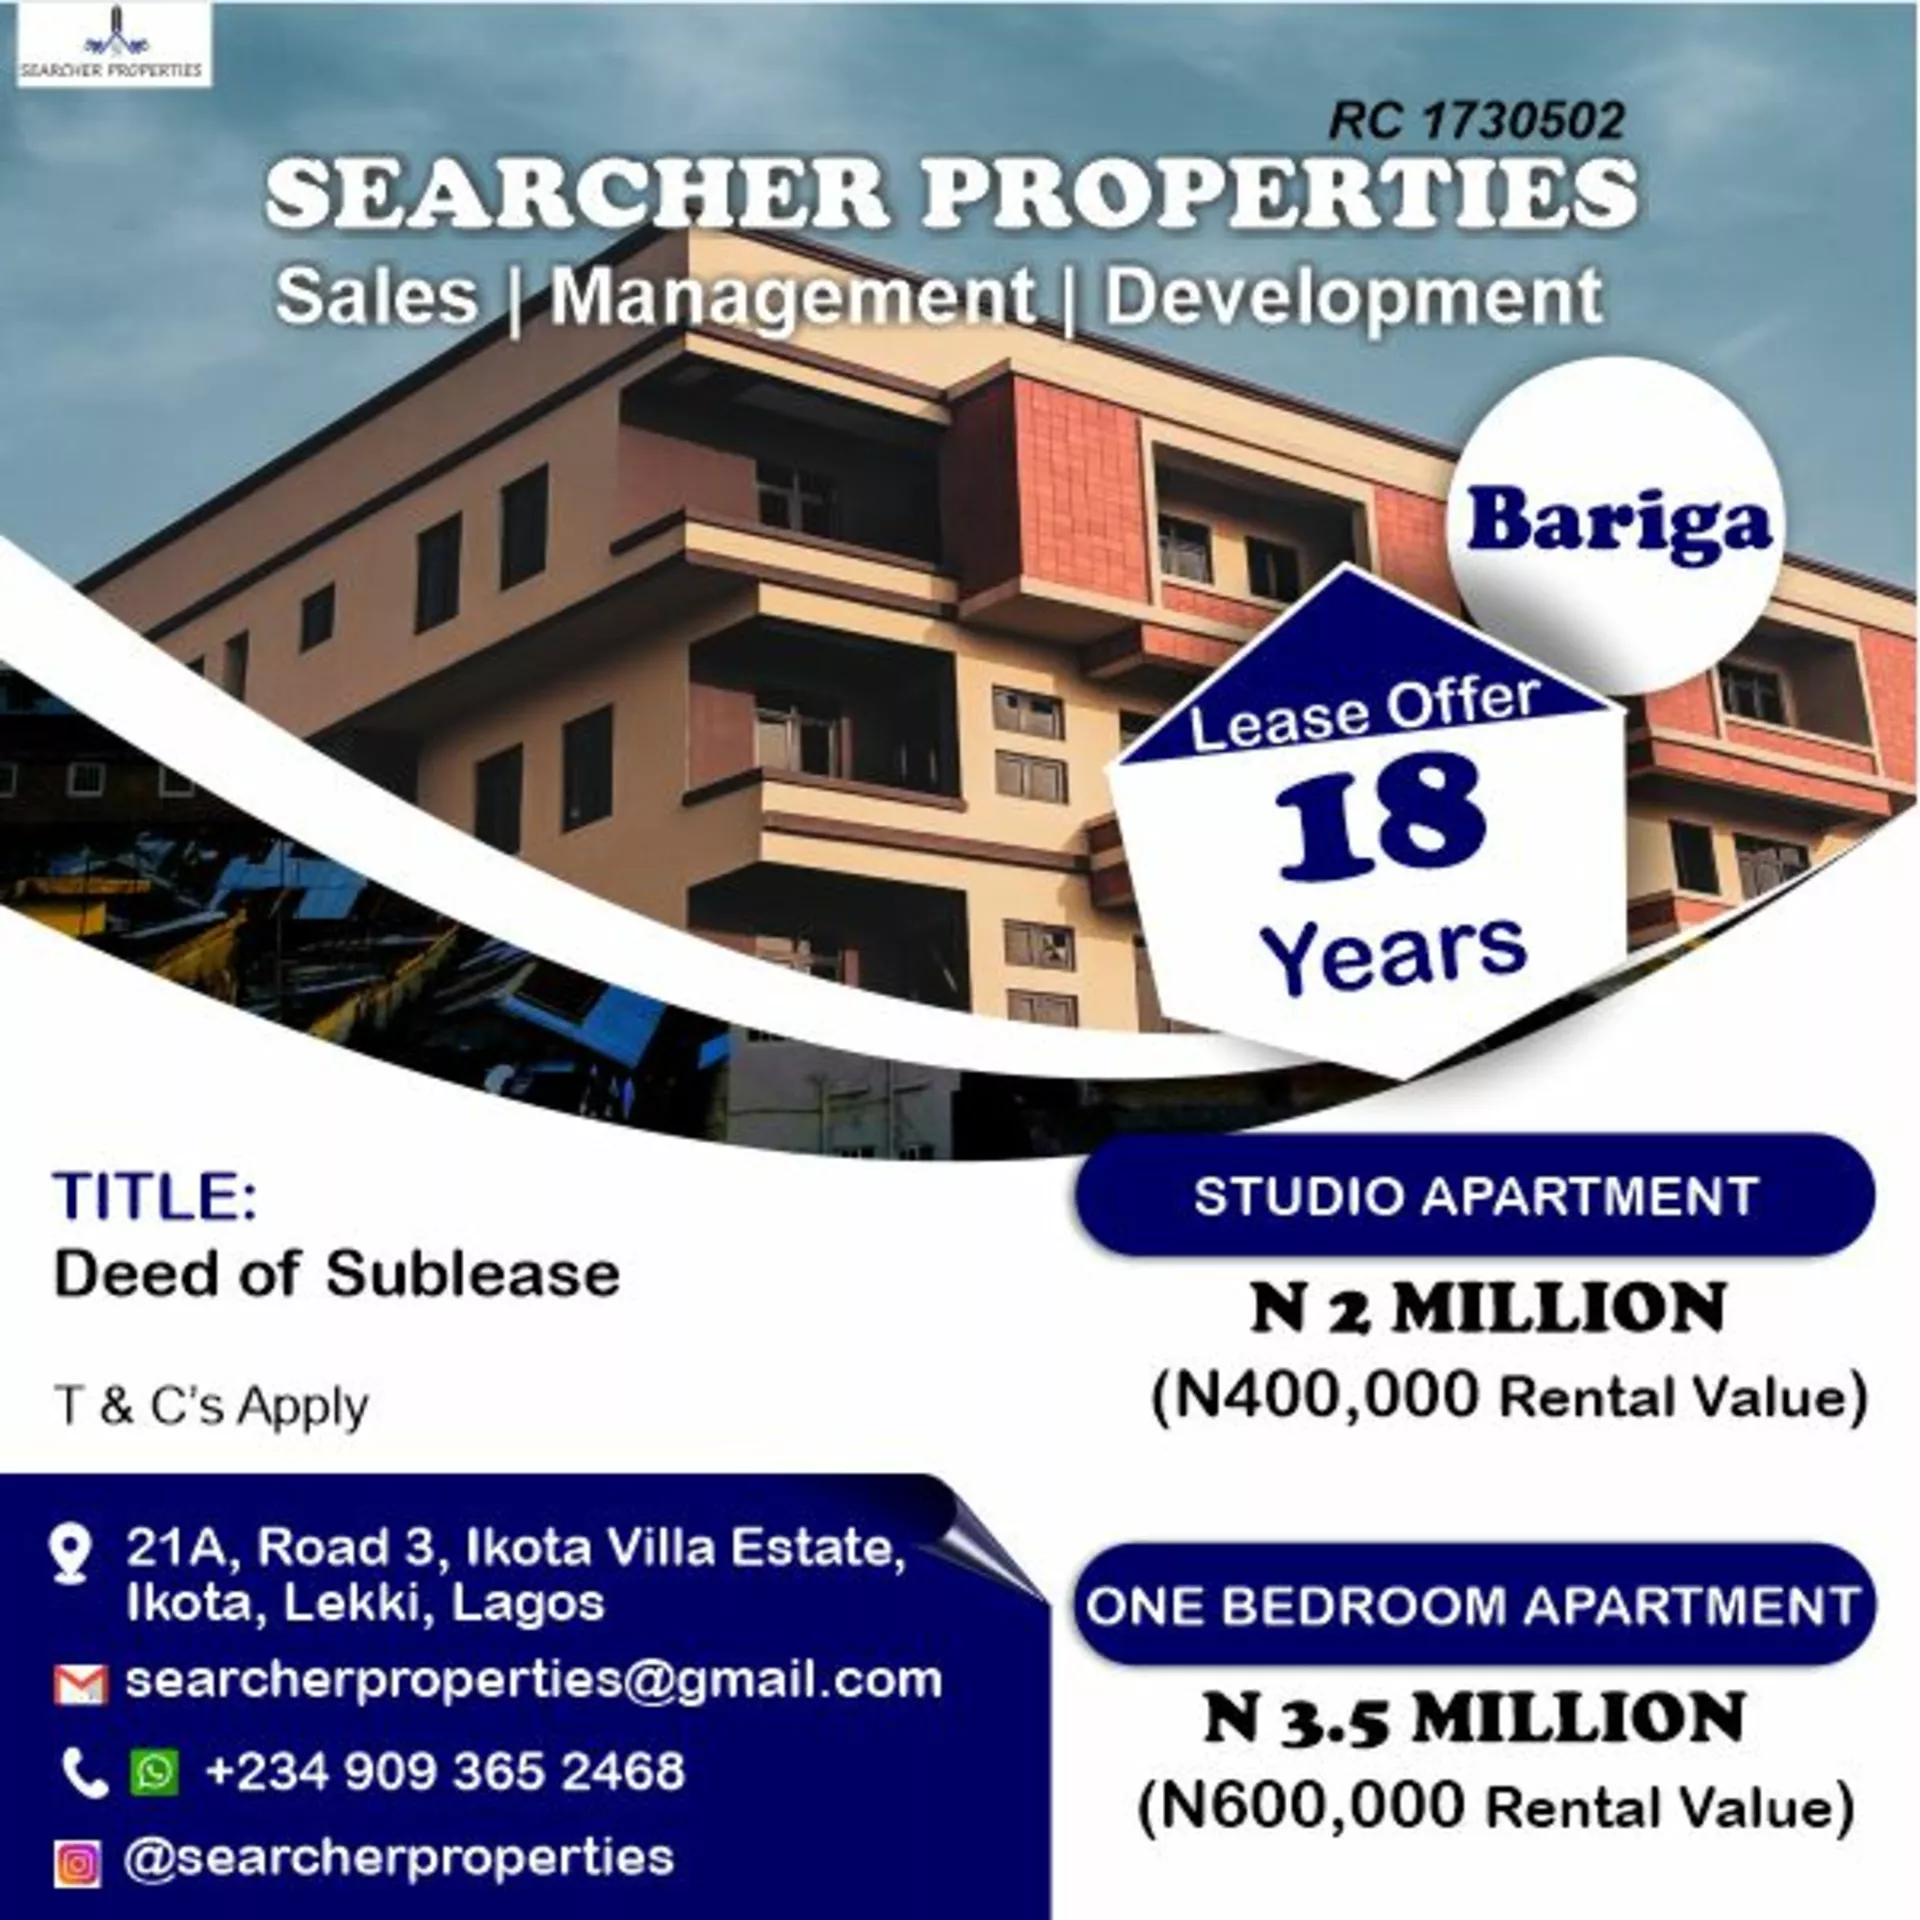 SEARCHER PROPERTIES
RC 1730502
SEARCHER PROPERTIES
Sales | Management | Development
Bariga
Lease Offer
18
Years
TITLE:
Deed of Sublease
T & C's Apply
STUDIO APARTMENT
N 2 MILLION
(N400,000 Rental Value)
ONE BEDROOM APARTMENT
N 3.5 MILLION
(N600,000 Rental Value)
21A, Road 3, Ikota Villa Estate,
Ikota, Lekki, Lagos
searcherproperties@gmail.com
+234 909 365 2468
@searcherproperties